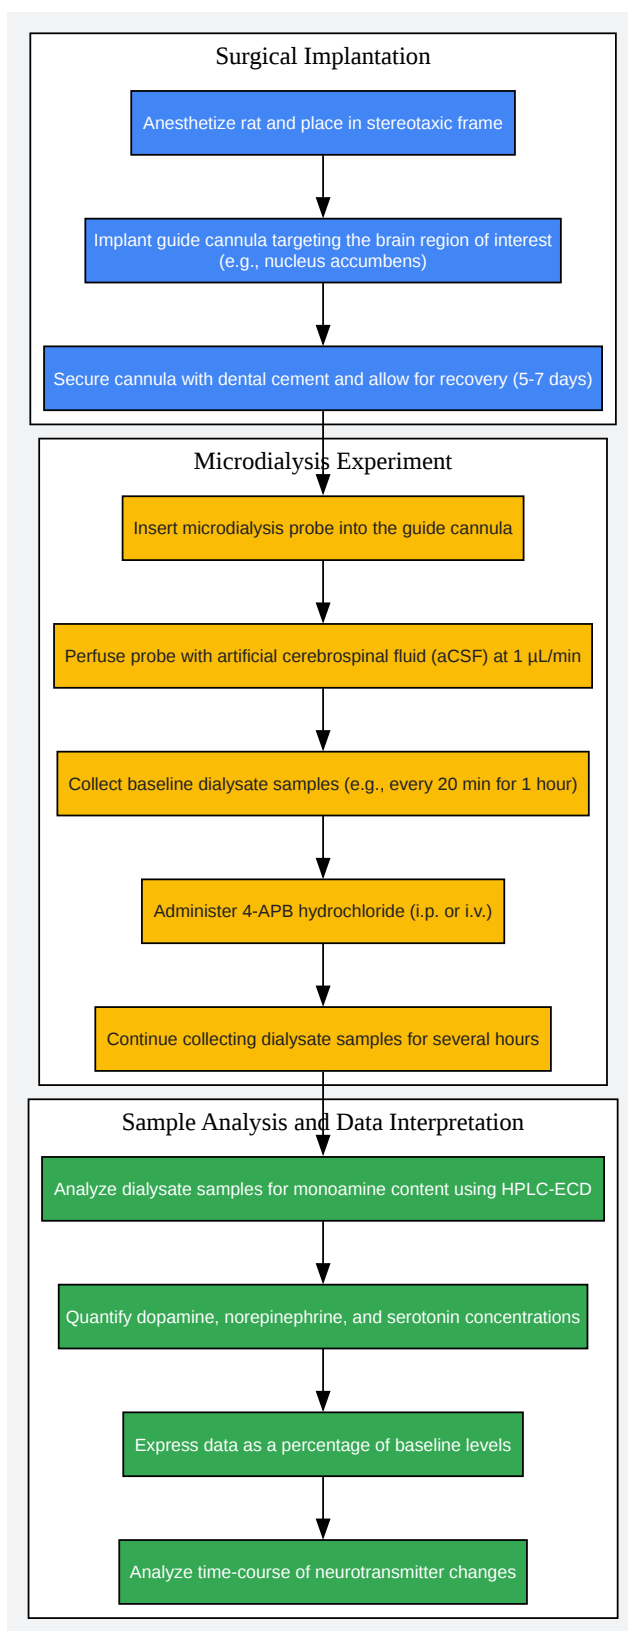 Surgical Implantation
Anesthetize rat and place in stereotaxic frame
Implant guide cannula targeting the brain region of interest
(e.g., nucleus accumbens)
Secure cannula with dental cement and allow for recovery (5-7 days)
Microdialysis Experiment
Insert microdialysis probe into the guide cannula
Perfuse probe with artificial cerebrospinal fluid (aCSF) at 1 µL/min
Collect baseline dialysate samples (e.g., every 20 min for 1 hour)
Administer 4-APB hydrochloride (i.p. or i.v.)
Continue collecting dialysate samples for several hours
Sample Analysis and Data Interpretation
Analyze dialysate samples for monoamine content using HPLC-ECD
Quantify dopamine, norepinephrine, and serotonin concentrations
Express data as a percentage of baseline levels
Analyze time-course of neurotransmitter changes